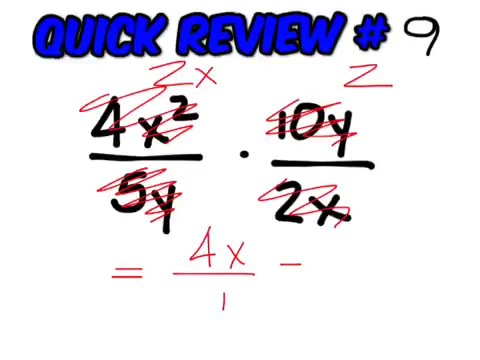 QUICK REVIEW # 9
2x 2
4x² · 10y
5y 2x
= 4x –
1